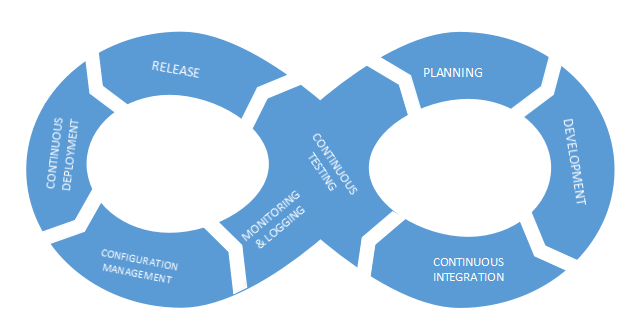 RELEASE
PLANNING
CONTINUOUS
DEPLOYMENT
CONTINUOUS
TESTING
DEVELOPMENT
MONITORING
& LOGGING
CONFIGURATION
MANAGEMENT
CONTINUOUS
INTEGRATION